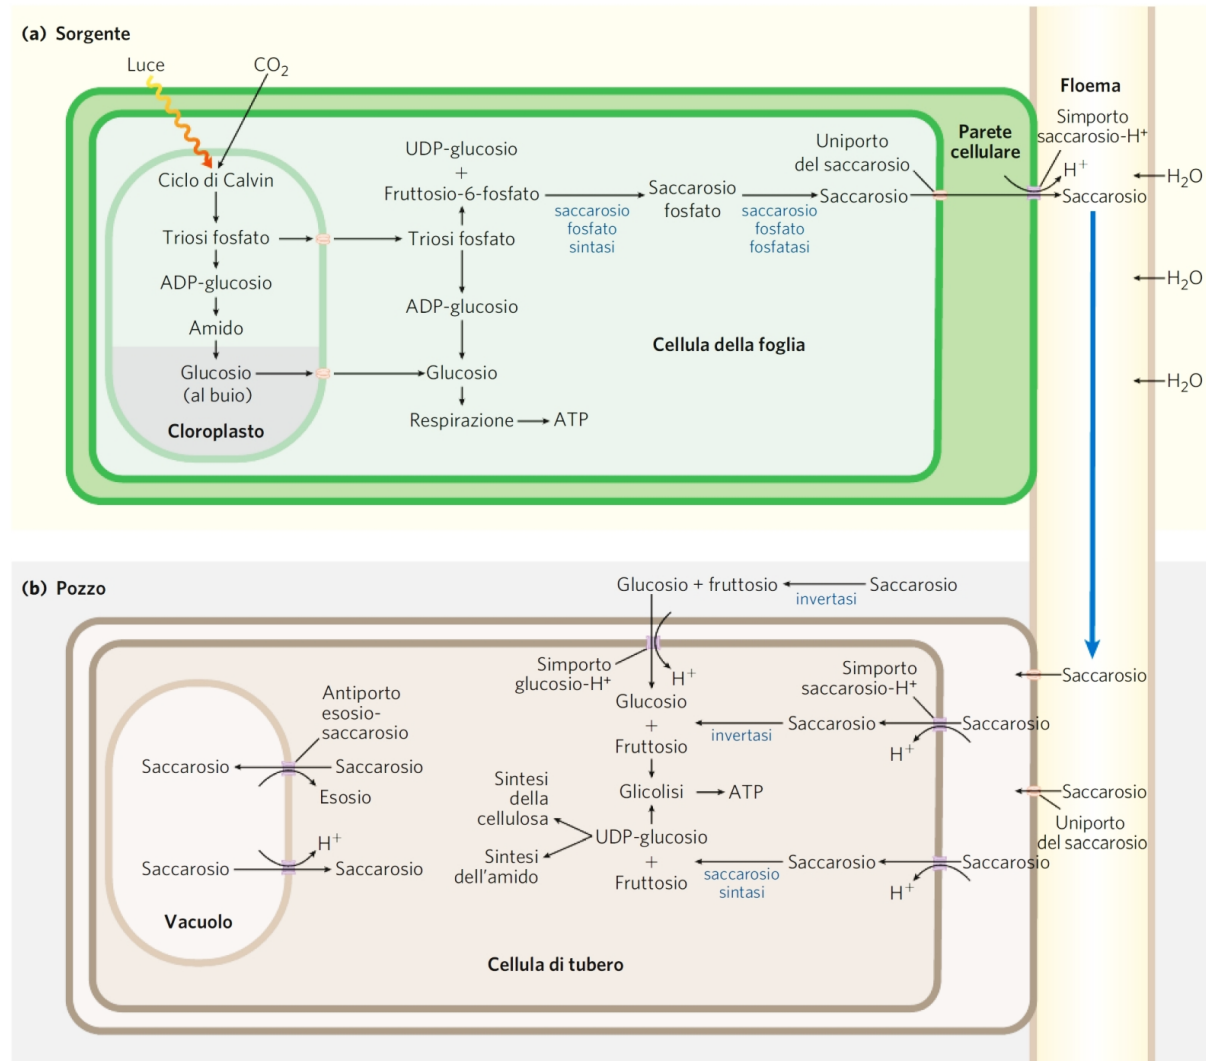 (a) Sorgente
Luce
CO2
Floema
Simporto
saccarosio-H+
Parete
cellulare
Uniporto
del saccarosio
H+
H2O
UDP-glucosio
+
Fruttosio-6-fosfato
saccarosio
fosfato
sintasi
Saccarosio
fosfato
saccarosio
fosfato
fosfatasi
Saccarosio
Saccarosio
Ciclo di Calvin
Triosi fosfato
Triosi fosfato
H2O
ADP-glucosio
ADP-glucosio
Amido
Cellula della foglia
Glucosio
(al buio)
Glucosio
H2O
Respirazione
ATP
Cloroplasto
(b) Pozzo
Glucosio + fruttosio
invertasi
Saccarosio
Simporto
glucosio-H+
H+
Simporto
saccarosio-H+
Saccarosio
Antiporto
esosio-
saccarosio
Glucosio
+
Fruttosio
invertasi
Saccarosio
Saccarosio
H+
Saccarosio
Saccarosio
Esosio
Sintesi
della
cellulosa
Glicolisi
ATP
Saccarosio
Uniporto
del saccarosio
UDP-glucosio
+
Fruttosio
Sintesi
dell'amido
saccarosio
sintasi
Saccarosio
Saccarosio
H+
H+
Saccarosio
Saccarosio
Vacuolo
Cellula di tubero